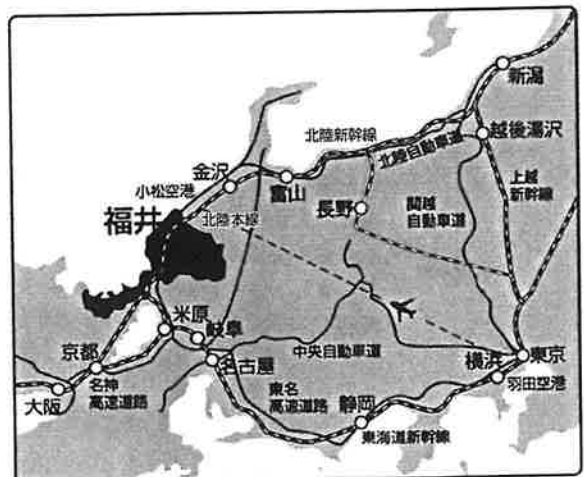 新潟
越後湯沢
北陸新幹線
北陸自動車道
上越
新幹線
金沢
小松空港
富山
長野
関越
自動車道
福井
北陸本線
米原
岐阜
京都
名古屋
中央自動車道
横浜
東京
羽田空港
大阪
名神
高速道路
東名
高速道路
静岡
東海道新幹線